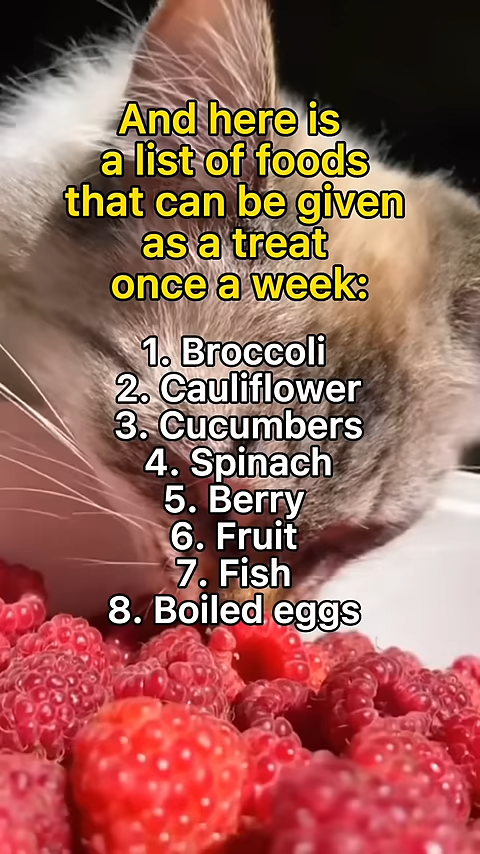 And here is
a list of foods
that can be given
as a treat
once a week:
1. Broccoli
2. Cauliflower
3. Cucumbers
4. Spinach
5. Berry
6. Fruit
7. Fish
8. Boiled eggs